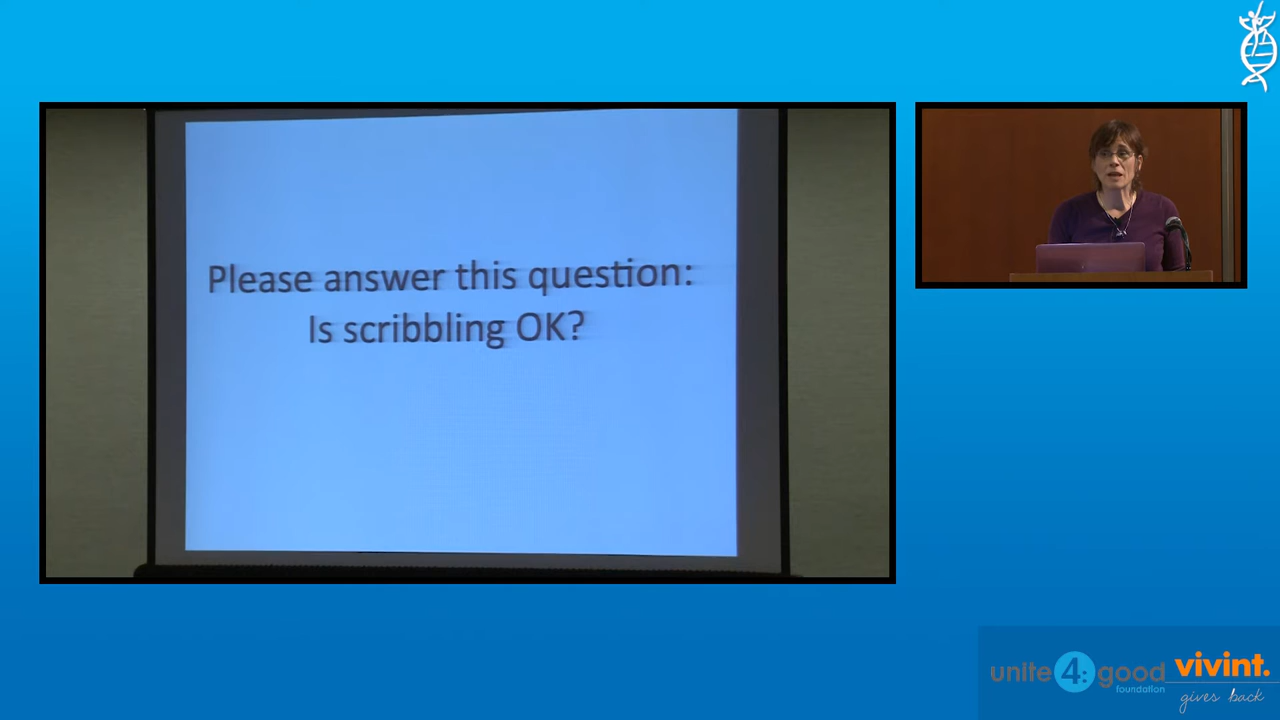 Please answer this question:
Is scribbling OK?
unite 4: good
foundation
vivint.
gives back